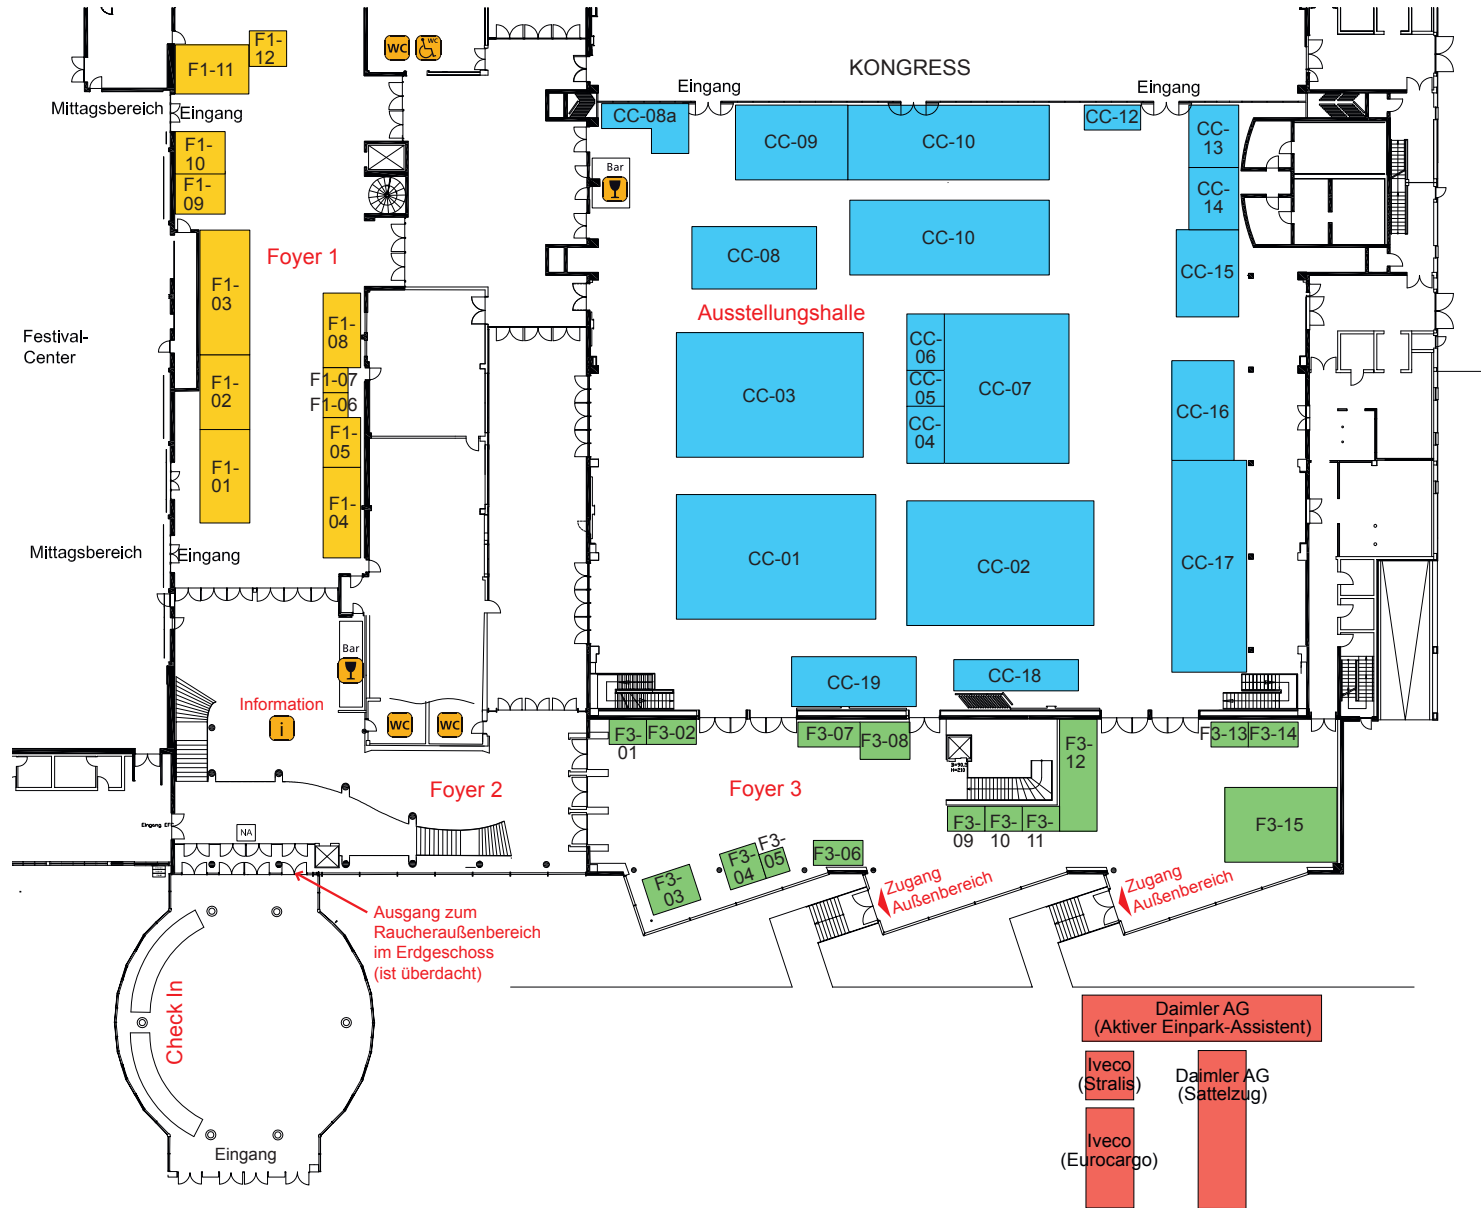 F1-
12
F1-11
WC
WC
KONGRESS
Mittagsbereich
Eingang
Eingang
Eingang
CC-08a
CC-12
CC-
13
CC-09
CC-10
F1-
10
F1-
09
Bar
CC-
14
CC-10
CC-08
CC-15
Foyer 1
F1-
03
Ausstellungshalle
F1-
08
Festival-
Center
CC-
06
CC-
05
CC-
04
CC-07
CC-03
F1-07
F1-06
F1-
02
F1-
05
CC-16
F1-
01
F1-
04
Mittagsbereich
Eingang
CC-01
CC-02
CC-17
Bar
CC-19
CC-18
Information
i
WC
WC
F3-
01
F3-02
F3-07
F3-08
F3-
12
F3-13
F3-14
Foyer 2
Foyer 3
NA
F3-
09
F3-
10
F3-
11
F3-15
F3-
03
F3-
04
F3-
05
F3-06
Zugang
Außenbereich
Zugang
Außenbereich
Ausgang zum
Raucheraußenbereich
im Erdgeschoss
(ist überdacht)
Check In
Eingang
Daimler AG
(Aktiver Einpark-Assistent)
Iveco
(Stralis)
Daimler AG
(Sattelzug)
Iveco
(Eurocargo)